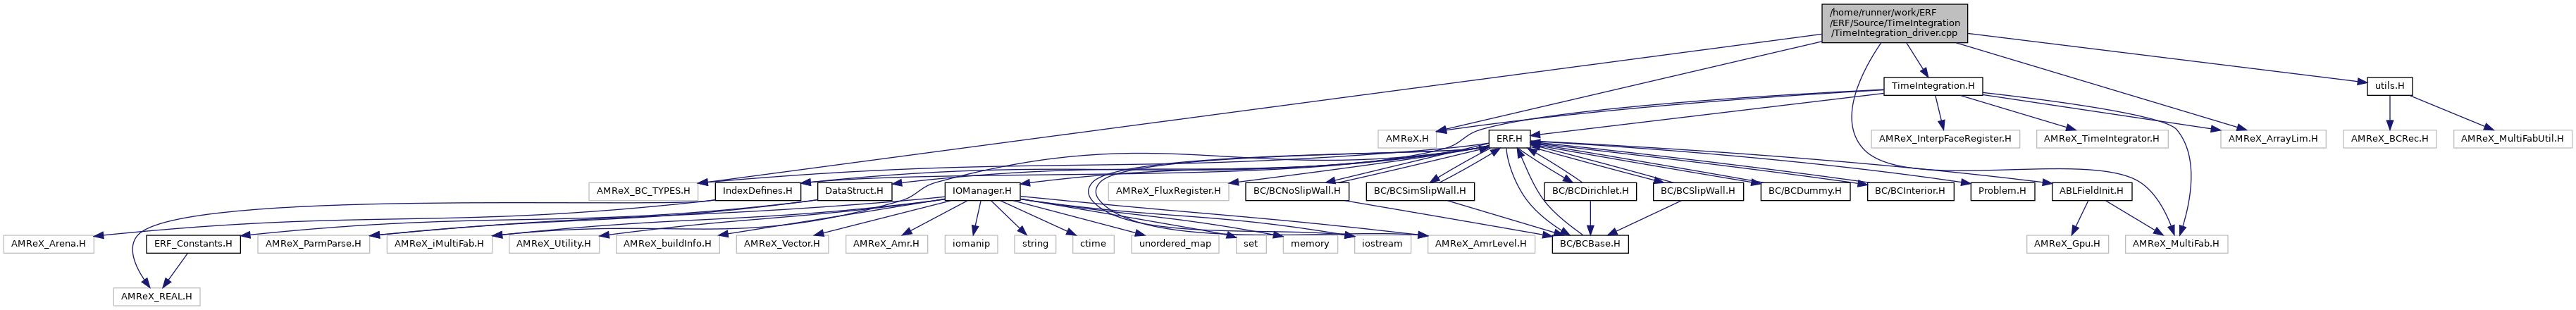 /home/runner/work/ERF
/ERF/Source/TimeIntegration
/TimeIntegration_driver.cpp
TimeIntegration.H
utils.H
AMReX.H
ERF.H
AMReX_InterpFaceRegister.H
AMReX_TimeIntegrator.H
AMReX_ArrayLim.H
AMReX_BCRec.H
AMReX_MultiFabUtil.H
AMReX_BC_TYPES.H
IndexDefines.H
DataStruct.H
IOManager.H
AMReX_FluxRegister.H
BC/BCNoSlipWall.H
BC/BCSimSlipWall.H
BC/BCDirichlet.H
BC/BCSlipWall.H
BC/BCDummy.H
BC/BCInterior.H
Problem.H
ABLFieldInit.H
AMReX_Arena.H
ERF_Constants.H
AMReX_ParmParse.H
AMReX_iMultiFab.H
AMReX_Utility.H
AMReX_buildInfo.H
AMReX_Vector.H
AMReX_Amr.H
iomanip
string
ctime
unordered_map
set
memory
iostream
AMReX_AmrLevel.H
BC/BCBase.H
AMReX_Gpu.H
AMReX_MultiFab.H
AMReX_REAL.H